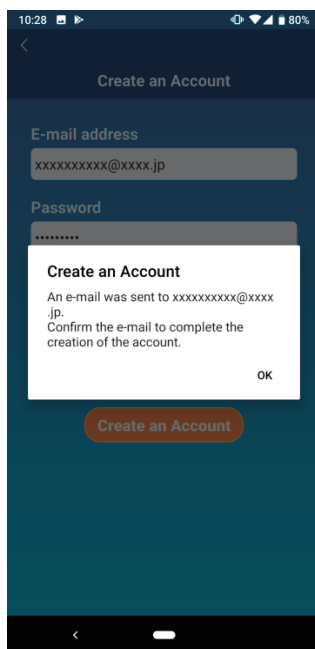 10:28 80%
Create an Account
E-mail address
xxxxxxxxxx@xxxx.jp
Password
•••••••••
Create an Account
An e-mail was sent to xxxxxxxxxx@xxxx
.jp.
Confirm the e-mail to complete the
creation of the account.
OK
Create an Account